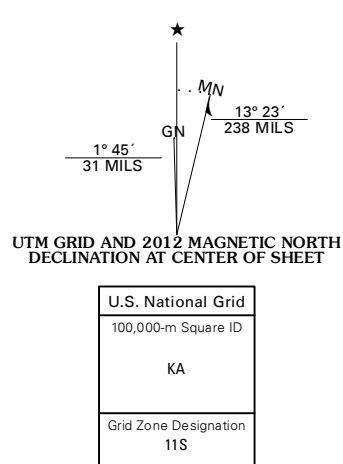 ★
MN
GN
13° 23´
238 MILS
1° 45´
31 MILS
UTM GRID AND 2012 MAGNETIC NORTH
DECLINATION AT CENTER OF SHEET
U.S. National Grid
100,000-m Square ID
KA
Grid Zone Designation
11S